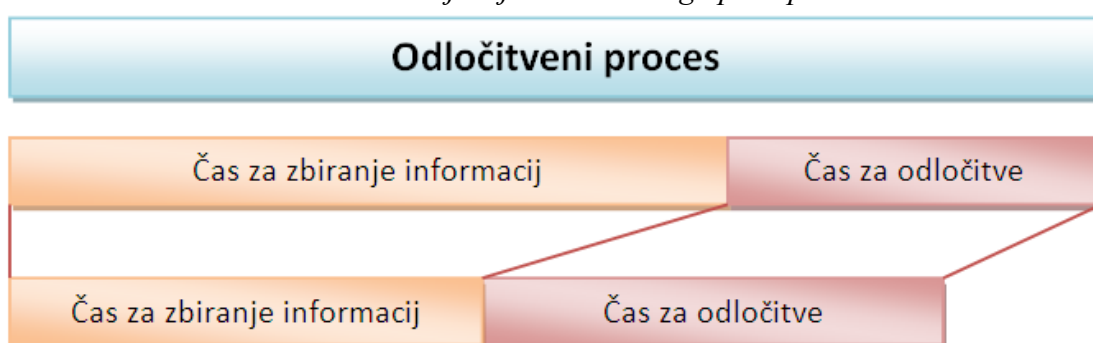 Odločitveni proces
Čas za zbiranje informacij
Čas za odločitve
Čas za zbiranje informacij
Čas za odločitve